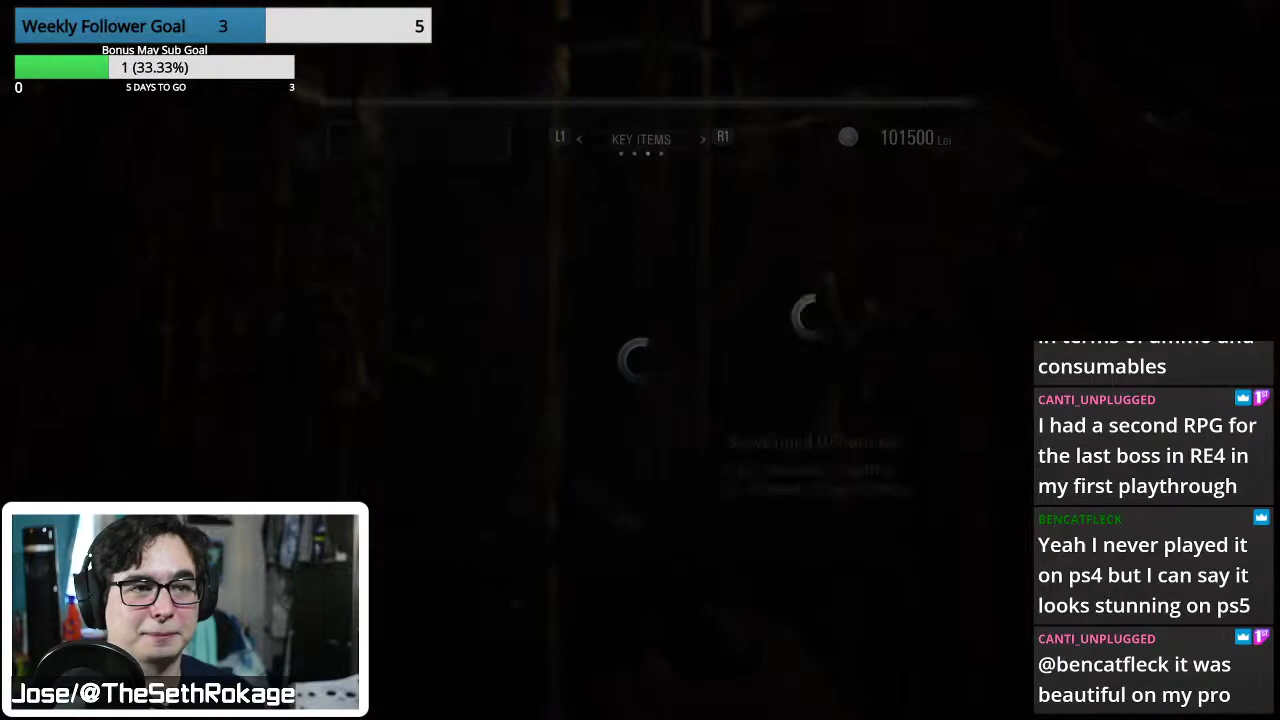 Weekly Follower Goal 3 5
Bonus May Sub Goal
1 (33.33%)
0 5 DAYS TO GO 3
L1 < KEY ITEMS > R1 101500 Lei
consumables
CANTI_UNPLUGGED
I had a second RPG for
the last boss in RE4 in
my first playthrough
BENCATFLECK
Yeah I never played it
on ps4 but I can say it
looks stunning on ps5
CANTI_UNPLUGGED
@bencatfleck it was
beautiful on my pro
Jose/@TheSethRokage